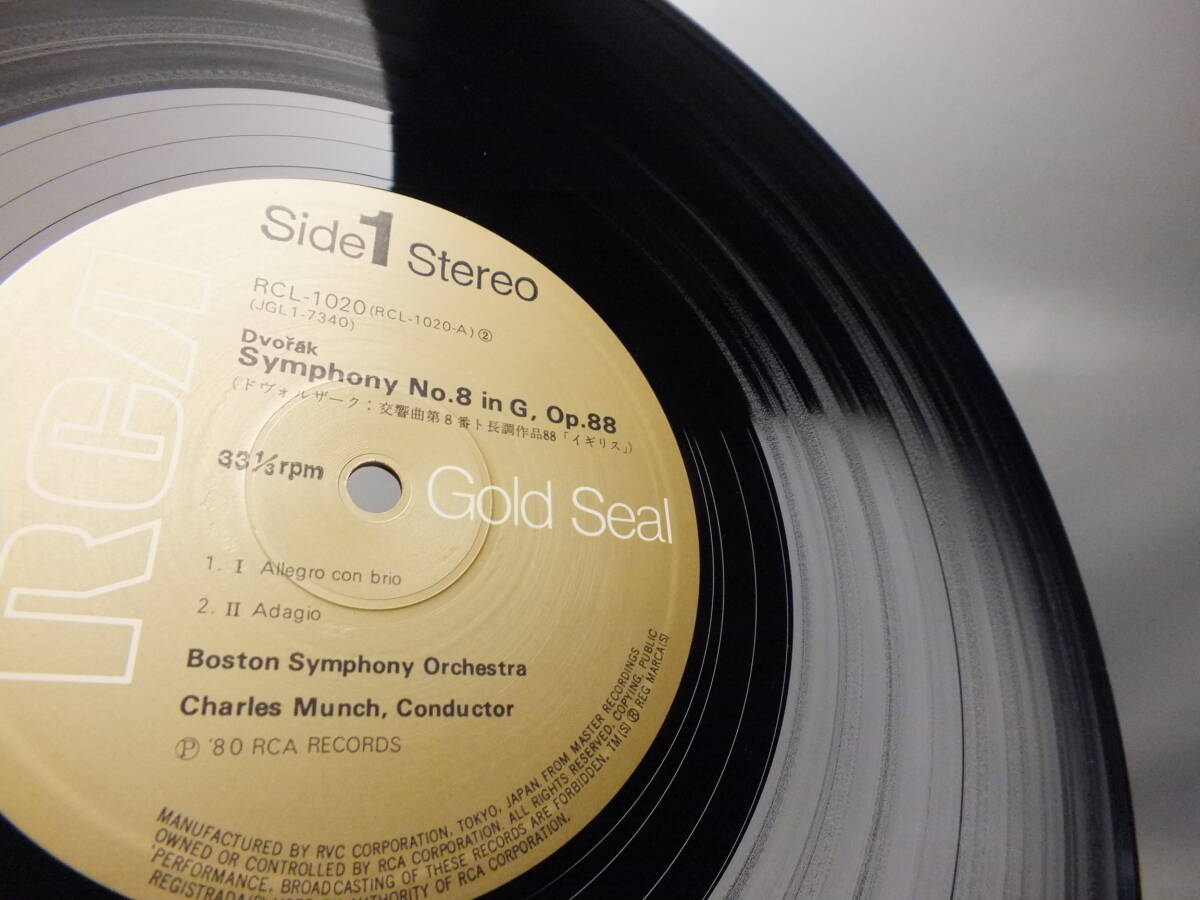 Side 1 Stereo
RCL-1020 (RCL-1020-A) ②
(JGL1-7340)
Dvořák
Symphony No.8 in G, Op.88
(ドヴォルザーク：交響曲第8番ト長調作品88「イギリス」)
33⅓rpm
Gold Seal
RCA
1. I Allegro con brio
2. II Adagio
Boston Symphony Orchestra
Charles Munch, Conductor
Ⓟ '80 RCA RECORDS
MANUFACTURED BY RVC CORPORATION, TOKYO, JAPAN FROM MASTER RECORDINGS
OWNED OR CONTROLLED BY RCA CORPORATION. ALL RIGHTS RESERVED. COPYING, PUBLIC
PERFORMANCE, BROADCASTING OF THESE RECORDS ARE FORBIDDEN. TM(S) ® REG MARCA(S)
REGISTRADA(S) AUTHORITY OF RCA CORPORATION.